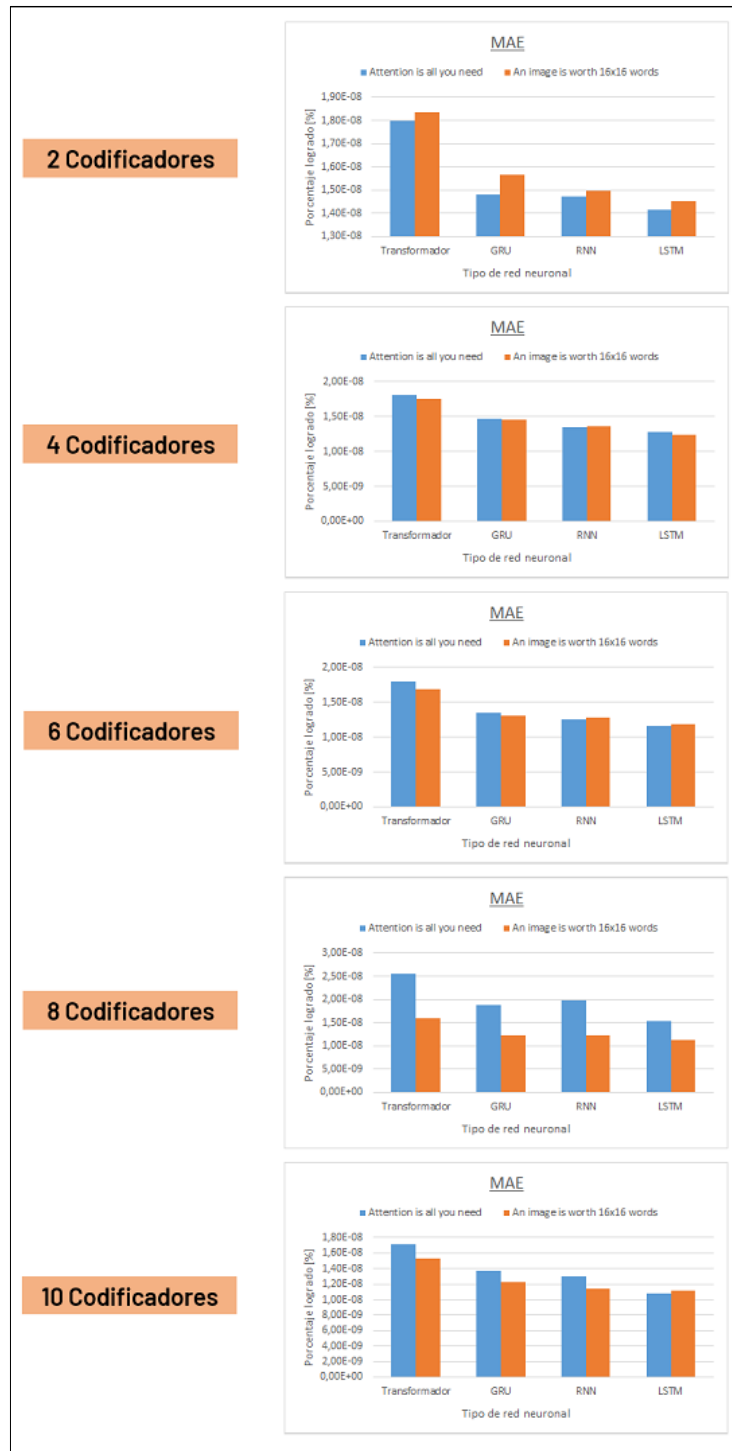 MAE
Attention is all you need An image is worth 16x16 words
Porcentaje logrado [%]
1,90E-08
1,80E-08
1,70E-08
1,60E-08
1,50E-08
1,40E-08
1,30E-08
2 Codificadores
Transformador GRU RNN LSTM
Tipo de red neuronal
MAE
Attention is all you need An image is worth 16x16 words
Porcentaje logrado [%]
2,00E-08
1,50E-08
1,00E-08
5,00E-09
0,00E+00
4 Codificadores
Transformador GRU RNN LSTM
Tipo de red neuronal
MAE
Attention is all you need An image is worth 16x16 words
Porcentaje logrado [%]
2,00E-08
1,50E-08
1,00E-08
5,00E-09
0,00E+00
6 Codificadores
Transformador GRU RNN LSTM
Tipo de red neuronal
MAE
Attention is all you need An image is worth 16x16 words
Porcentaje logrado [%]
3,00E-08
2,50E-08
2,00E-08
1,50E-08
1,00E-08
5,00E-09
0,00E+00
8 Codificadores
Transformador GRU RNN LSTM
Tipo de red neuronal
MAE
Attention is all you need An image is worth 16x16 words
Porcentaje logrado [%]
1,80E-08
1,60E-08
1,40E-08
1,20E-08
1,00E-08
8,00E-09
6,00E-09
4,00E-09
2,00E-09
0,00E+00
10 Codificadores
Transformador GRU RNN LSTM
Tipo de red neuronal